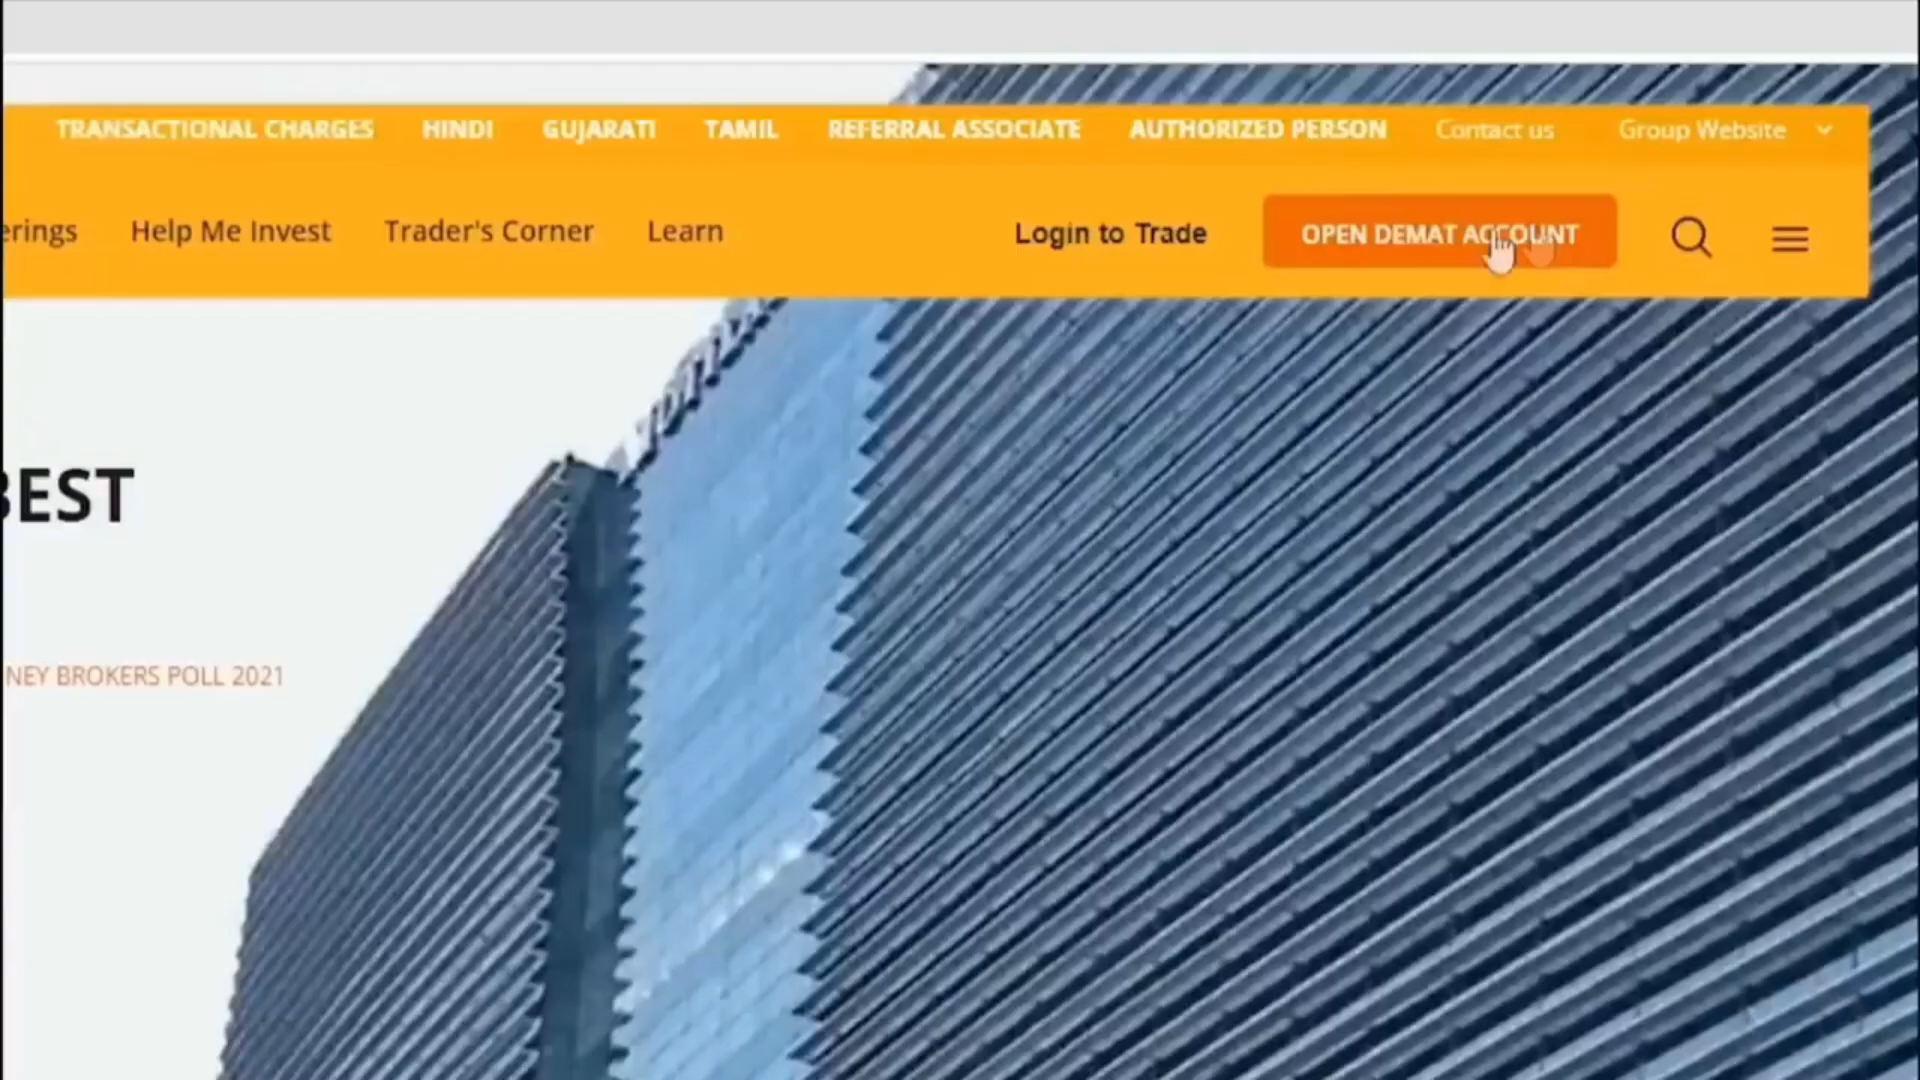 TRANSACTIONAL CHARGES HINDI GUJARATI TAMIL REFERRAL ASSOCIATE AUTHORIZED PERSON Contact us Group Website
erings Help Me Invest Trader's Corner Learn Login to Trade OPEN DEMAT ACCOUNT
BEST
NEY BROKERS POLL 2021